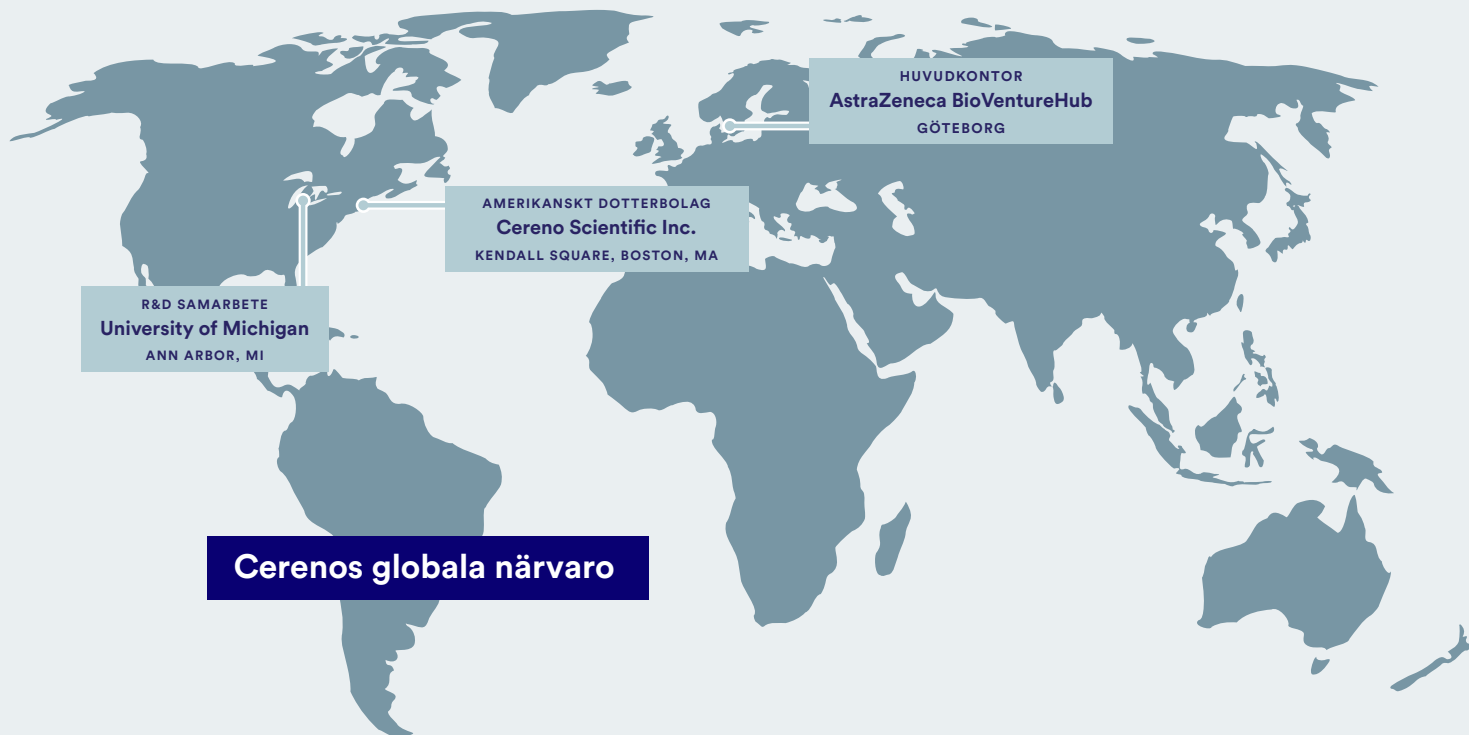 HUVUDKONTOR
AstraZeneca BioVentureHub
GÖTEBORG
AMERIKANSKT DOTTERBOLAG
Cereno Scientific Inc.
KENDALL SQUARE, BOSTON, MA
R&D SAMARBETE
University of Michigan
ANN ARBOR, MI
Cerenos globala närvaro